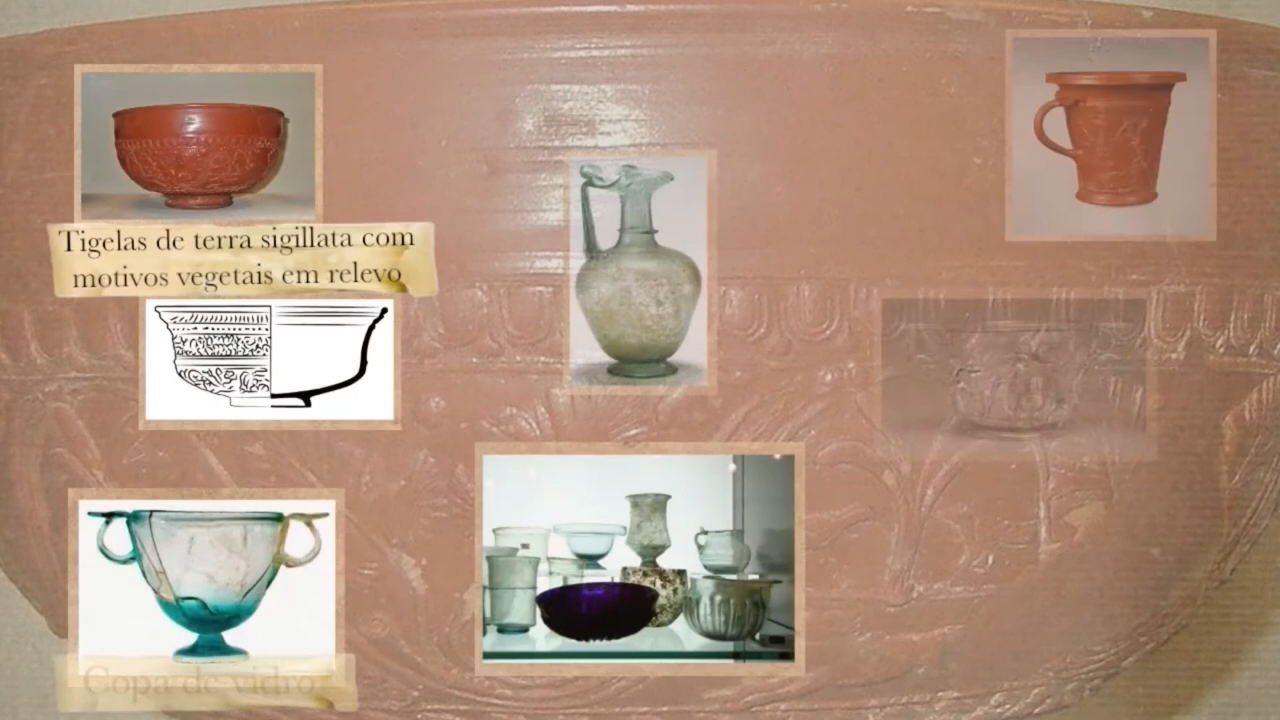 Tigelas de terra sigillata com
motivos vegetais em relevo
Copa de vidro